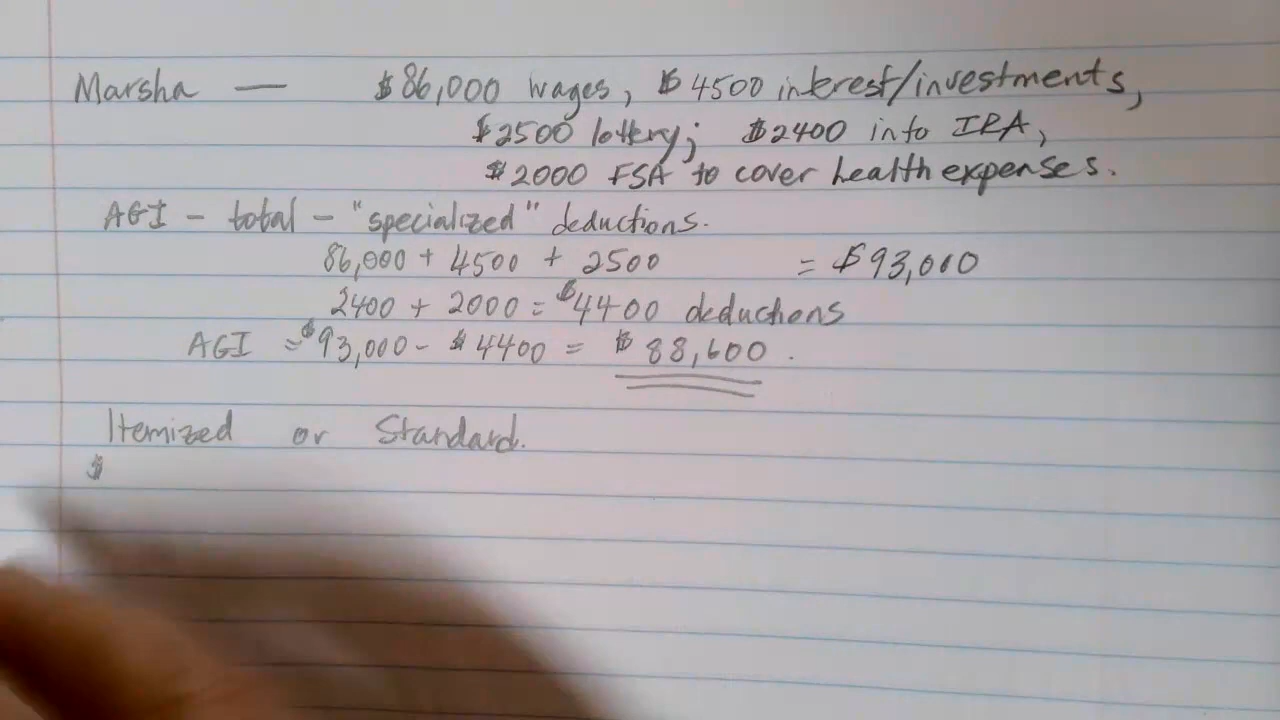 Marsha — $86,000 wages, $4500 interest/investments,
$2500 lottery; $2400 into IRA,
$2000 FSA to cover health expenses.
AGI - total - "specialized" deductions.
86,000 + 4500 + 2500 = $93,000
2400 + 2000 = $4400 deductions
AGI = $93,000 - $4400 = $88,600.
Itemized or Standard.
$